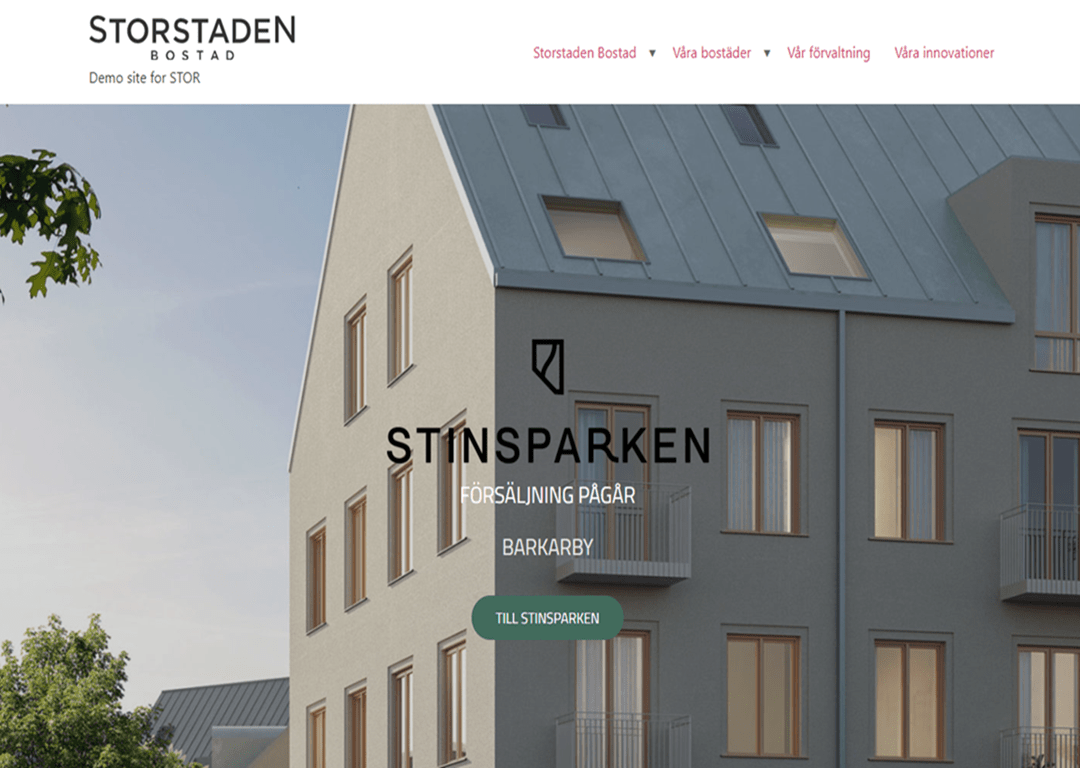 STORSTADEN
BOSTAD
Demo site for STOR
Storstaden Bostad ▼ Våra bostäder ▼ Vår förvaltning Våra innovationer
STINSPARKEN
FÖRSÄLJNING PÅGÅR
BARKARBY
TILL STINSPARKEN